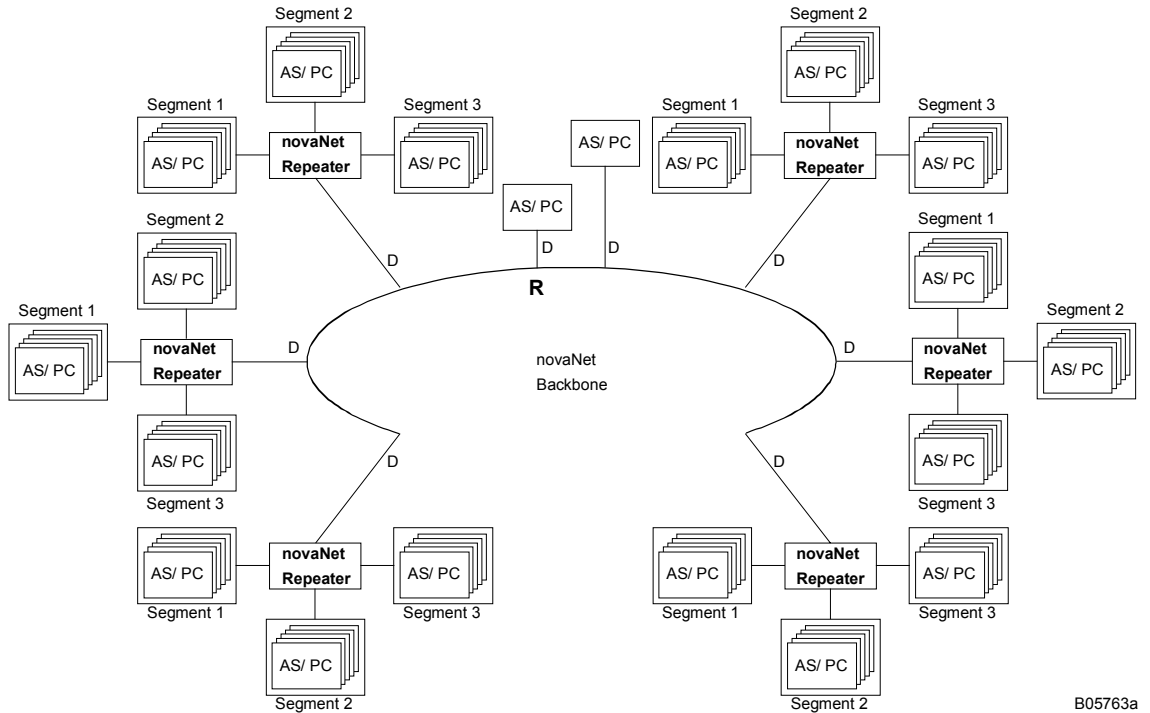 Segment 2
AS/ PC
Segment 1
AS/ PC
novaNet
Repeater
Segment 3
AS/ PC
D
AS/ PC
D
AS/ PC
D
Segment 2
AS/ PC
Segment 1
AS/ PC
novaNet
Repeater
Segment 3
AS/ PC
D
Segment 2
AS/ PC
Segment 1
AS/ PC
novaNet
Repeater
D
AS/ PC
Segment 3
R
novaNet
Backbone
Segment 1
AS/ PC
D
novaNet
Repeater
Segment 2
AS/ PC
AS/ PC
Segment 3
D
AS/ PC
Segment 1
novaNet
Repeater
AS/ PC
Segment 3
AS/ PC
Segment 2
D
AS/ PC
Segment 1
novaNet
Repeater
AS/ PC
Segment 3
AS/ PC
Segment 2
B05763a